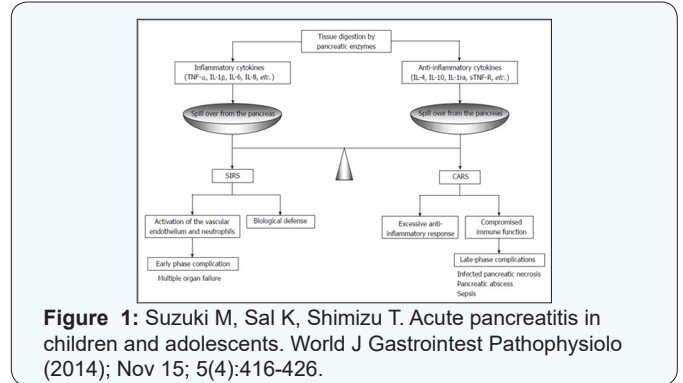 Tissue digestion by
pancreatic enzymes
Inflammatory cytokines
(TNF-α, IL-1β, IL-6, IL-8, etc.)
Anti-inflammatory cytokines
(IL-4, IL-10, IL-1ra, sTNF-R, etc.)
Spill over from the pancreas
Spill over from the pancreas
SIRS
CARS
Activation of the vascular
endothelium and neutrophils
Biological defense
Excessive anti-
inflammatory response
Compromised
immune function
Early phase complication
Multiple organ failure
Late-phase complications
Infected pancreatic necrosis
Pancreatic abscess
Sepsis
Figure 1: Suzuki M, Sal K, Shimizu T. Acute pancreatitis in
children and adolescents. World J Gastrointest Pathophysiolo
(2014); Nov 15; 5(4):416-426.